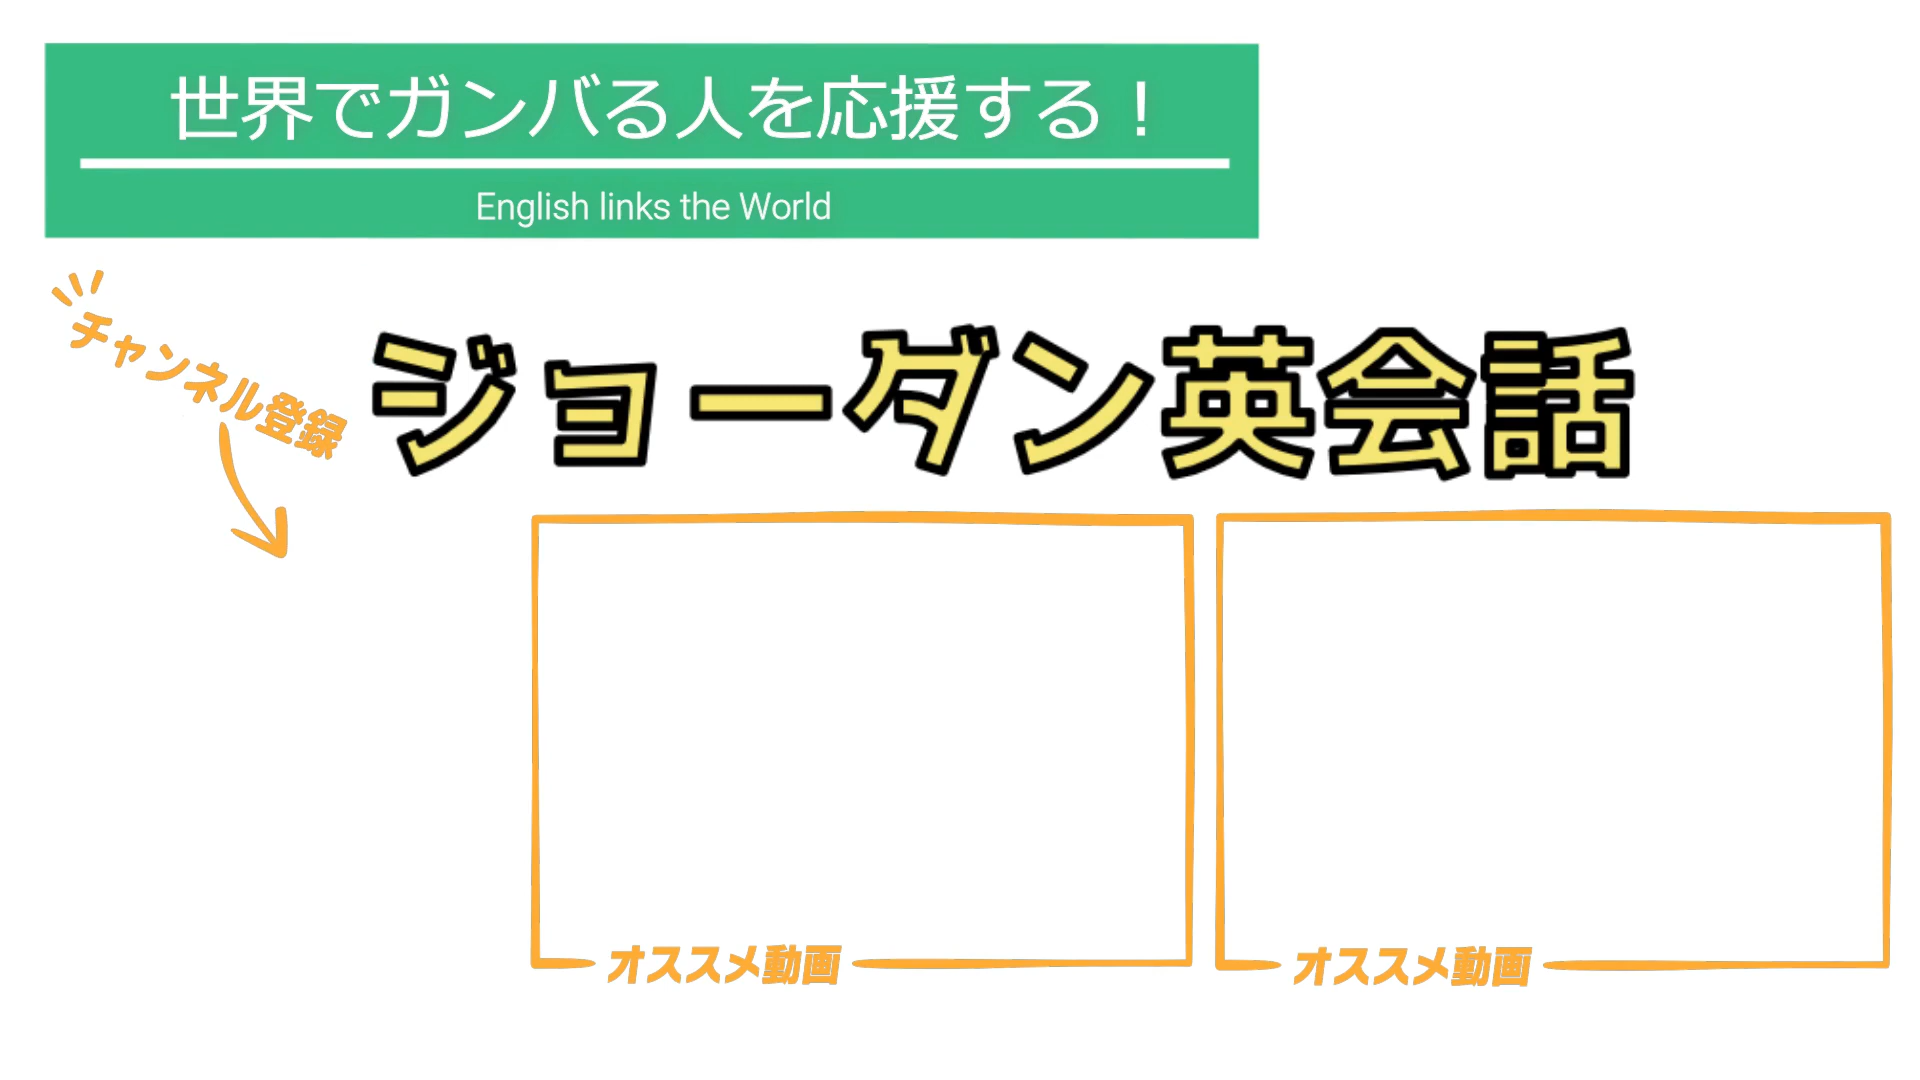 世界でガンバる人を応援する！
English links the World
チャンネル登録
ジョーダン英会話
オススメ動画
オススメ動画